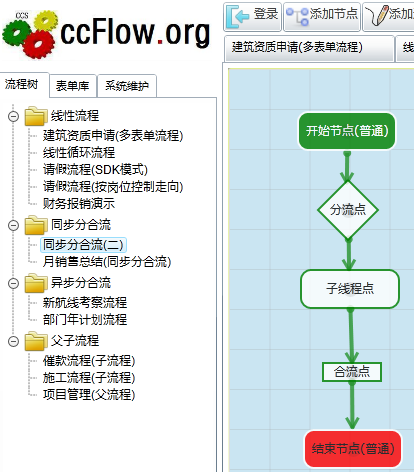 CCS
ccFlow.org
登录
添加节点
添加
流程树
表单库
系统维护
建筑资质申请(多表单流程)
线
线性流程
建筑资质申请(多表单流程)
线性循环流程
请假流程(SDK模式)
请假流程(按岗位控制走向)
财务报销演示
同步分合流
同步分合流(二)
月销售总结(同步分合流)
异步分合流
新航线考察流程
部门年计划流程
父子流程
催款流程(子流程)
施工流程(子流程)
项目管理(父流程)
开始节点(普通)
分流点
子线程点
合流点
结束节点(普通)